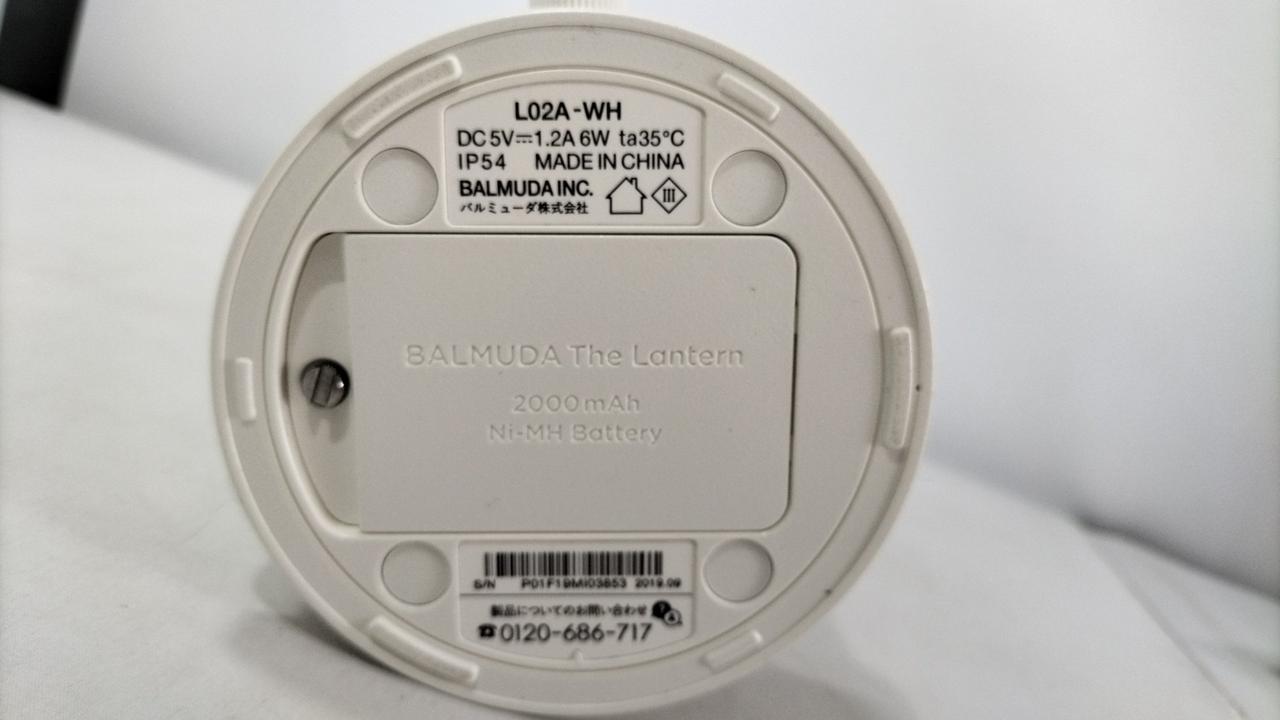 L02A-WH
DC 5V⎓1.2A 6W ta35°C
IP54 MADE IN CHINA
BALMUDA INC.
バルミューダ株式会社
III
BALMUDA The Lantern
2000mAh
Ni-MH Battery
S/N P01F19MI03853 2019.09
製品についてのお問い合わせ
☎0120-686-717